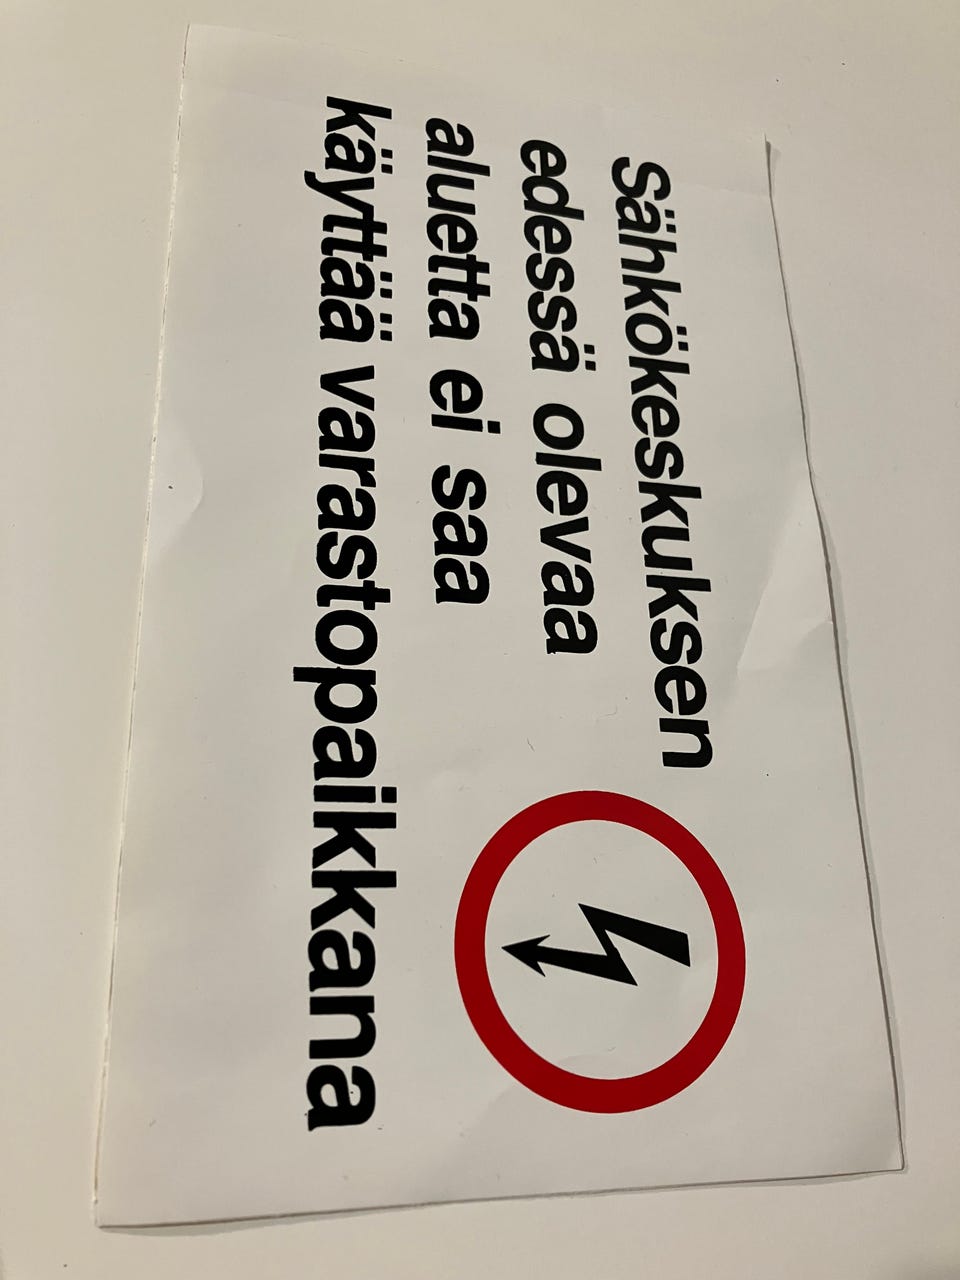 Sähkökeskuksen
edessä olevaa
aluetta ei saa
käyttää varastopaikkana